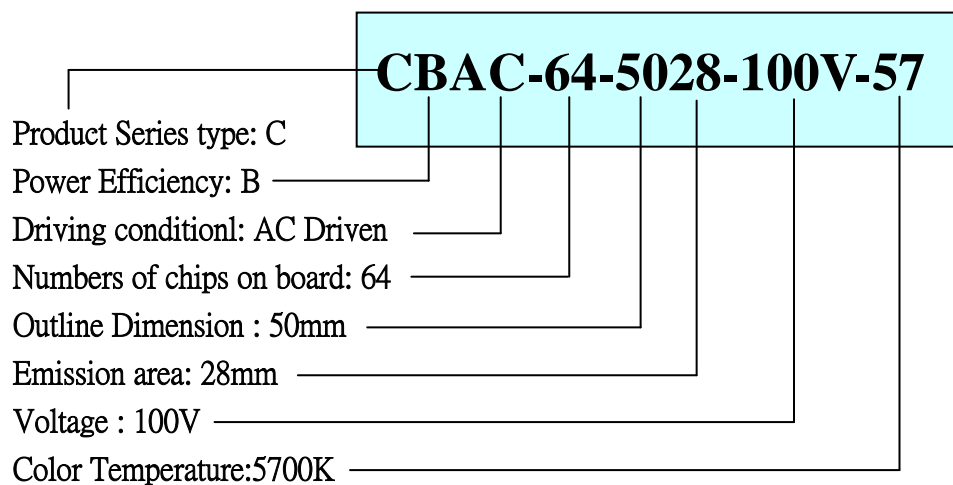 CBAC-64-5028-100V-57
Product Series type: C
Power Efficiency: B
Driving conditionl: AC Driven
Numbers of chips on board: 64
Outline Dimension : 50mm
Emission area: 28mm
Voltage : 100V
Color Temperature:5700K